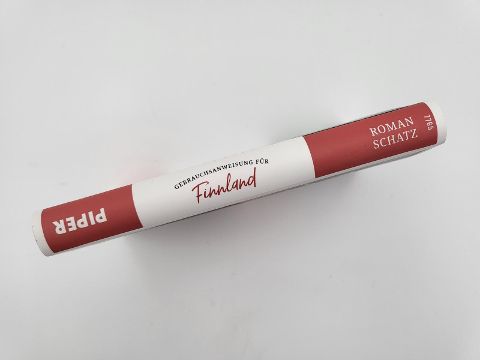 PIPER
GEBRAUCHSANWEISUNG FÜR
Finnland
ROMAN
SCHATZ
7765